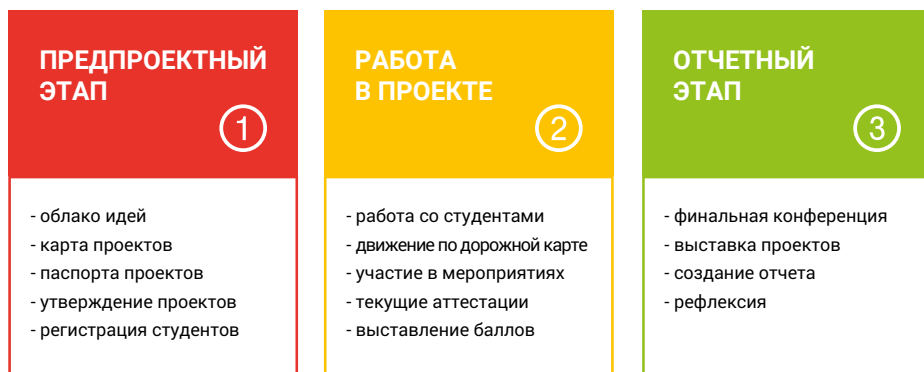 ПРЕДПРОЕКТНЫЙ
ЭТАП
1
- облако идей
- карта проектов
- паспорта проектов
- утверждение проектов
- регистрация студентов
РАБОТА
В ПРОЕКТЕ
2
- работа со студентами
- движение по дорожной карте
- участие в мероприятиях
- текущие аттестации
- выставление баллов
ОТЧЕТНЫЙ
ЭТАП
3
- финальная конференция
- выставка проектов
- создание отчета
- рефлексия